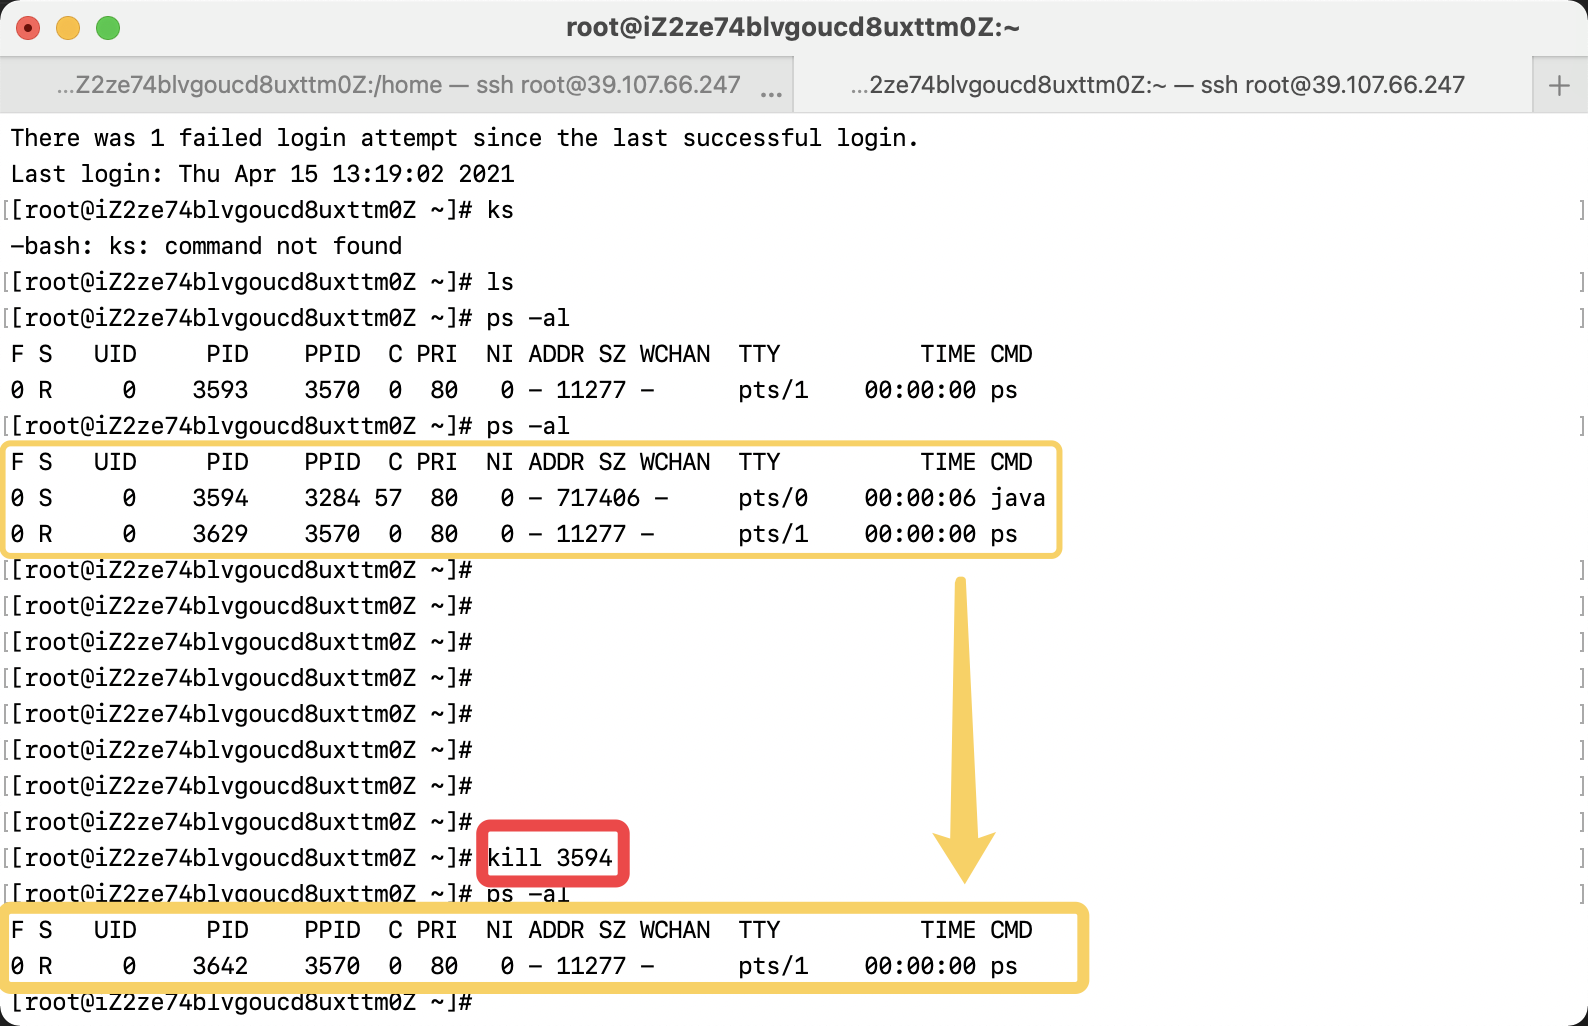 root@iZ2ze74blvgoucd8uxttm0Z:~
...Z2ze74blvgoucd8uxttm0Z:/home — ssh root@39.107.66.247 ...
...2ze74blvgoucd8uxttm0Z:~ — ssh root@39.107.66.247 +
There was 1 failed login attempt since the last successful login.
Last login: Thu Apr 15 13:19:02 2021
[[root@iZ2ze74blvgoucd8uxttm0Z ~]# ks ]
-bash: ks: command not found
[[root@iZ2ze74blvgoucd8uxttm0Z ~]# ls ]
[[root@iZ2ze74blvgoucd8uxttm0Z ~]# ps -al ]
F S   UID     PID    PPID  C PRI  NI ADDR SZ WCHAN  TTY          TIME CMD
0 R     0    3593    3570  0  80   0 - 11277 -      pts/1    00:00:00 ps
[[root@iZ2ze74blvgoucd8uxttm0Z ~]# ps -al ]
F S   UID     PID    PPID  C PRI  NI ADDR SZ WCHAN  TTY          TIME CMD
0 S     0    3594    3284 57  80   0 - 717406 -     pts/0    00:00:06 java
0 R     0    3629    3570  0  80   0 - 11277 -      pts/1    00:00:00 ps
[[root@iZ2ze74blvgoucd8uxttm0Z ~]# ]
[[root@iZ2ze74blvgoucd8uxttm0Z ~]# ]
[[root@iZ2ze74blvgoucd8uxttm0Z ~]# ]
[[root@iZ2ze74blvgoucd8uxttm0Z ~]# ]
[[root@iZ2ze74blvgoucd8uxttm0Z ~]# ]
[[root@iZ2ze74blvgoucd8uxttm0Z ~]# ]
[[root@iZ2ze74blvgoucd8uxttm0Z ~]# ]
[[root@iZ2ze74blvgoucd8uxttm0Z ~]# ]
[[root@iZ2ze74blvgoucd8uxttm0Z ~]# kill 3594 ]
[[root@iZ2ze74blvgoucd8uxttm0Z ~]# ps -al ]
F S   UID     PID    PPID  C PRI  NI ADDR SZ WCHAN  TTY          TIME CMD
0 R     0    3642    3570  0  80   0 - 11277 -      pts/1    00:00:00 ps
[root@iZ2ze74blvgoucd8uxttm0Z ~]#